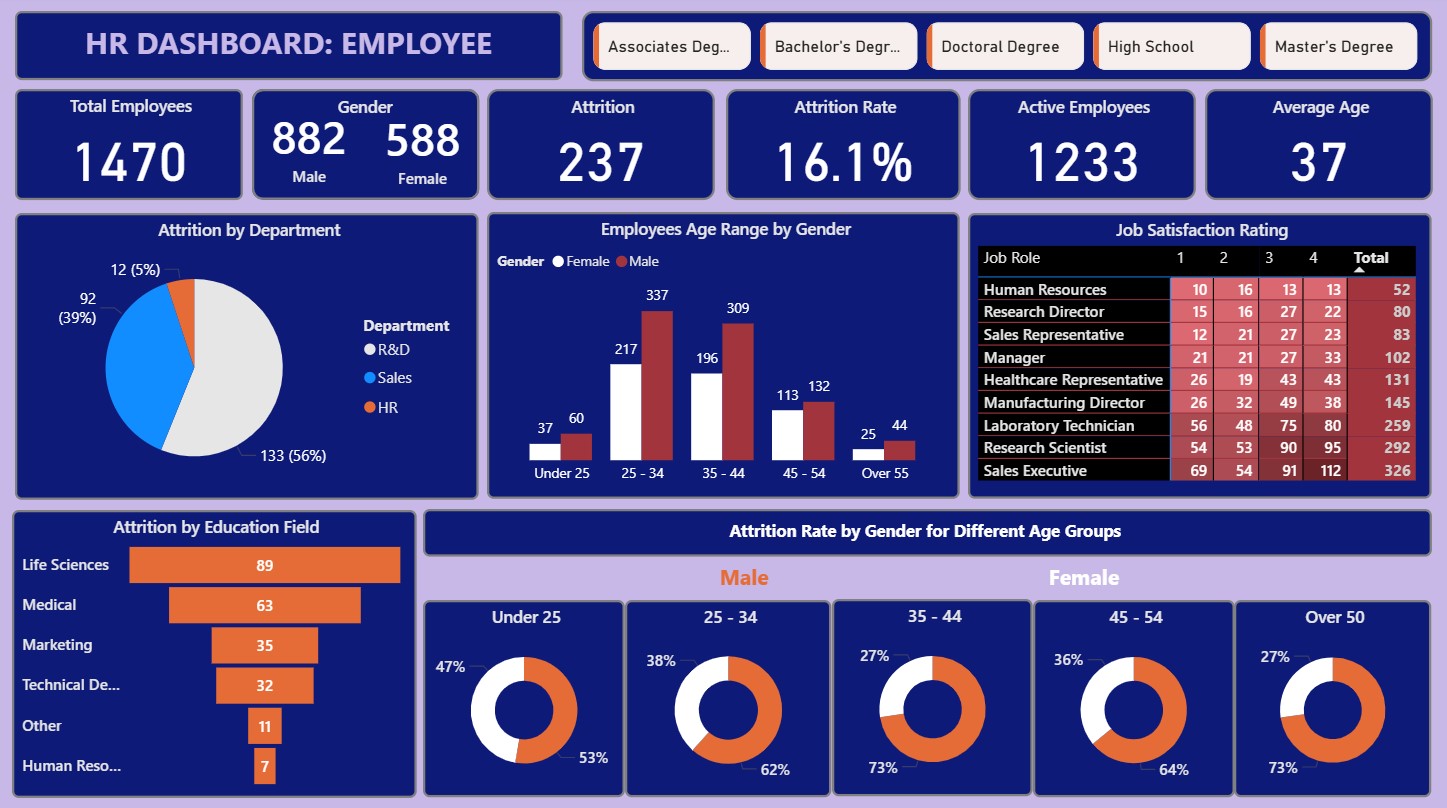 HR DASHBOARD: EMPLOYEE
Associates Deg...
Bachelor's Degr...
Doctoral Degree
High School
Master's Degree
Total Employees
1470
Gender
882 588
Male Female
Attrition
237
Attrition Rate
16.1%
Active Employees
1233
Average Age
37
Attrition by Department
12 (5%)
92
(39%)
133 (56%)
Department
R&D
Sales
HR
Employees Age Range by Gender
Gender Female Male
37 60
217 337
196 309
113 132
25 44
Under 25 25 - 34 35 - 44 45 - 54 Over 55
Job Satisfaction Rating
Job Role 1 2 3 4 Total
Human Resources 10 16 13 13 52
Research Director 15 16 27 22 80
Sales Representative 12 21 27 23 83
Manager 21 21 27 33 102
Healthcare Representative 26 19 43 43 131
Manufacturing Director 26 32 49 38 145
Laboratory Technician 56 48 75 80 259
Research Scientist 54 53 90 95 292
Sales Executive 69 54 91 112 326
Attrition by Education Field
Life Sciences 89
Medical 63
Marketing 35
Technical De... 32
Other 11
Human Reso... 7
Attrition Rate by Gender for Different Age Groups
Male Female
Under 25
47%
53%
25 - 34
38%
62%
35 - 44
27%
73%
45 - 54
36%
64%
Over 50
27%
73%